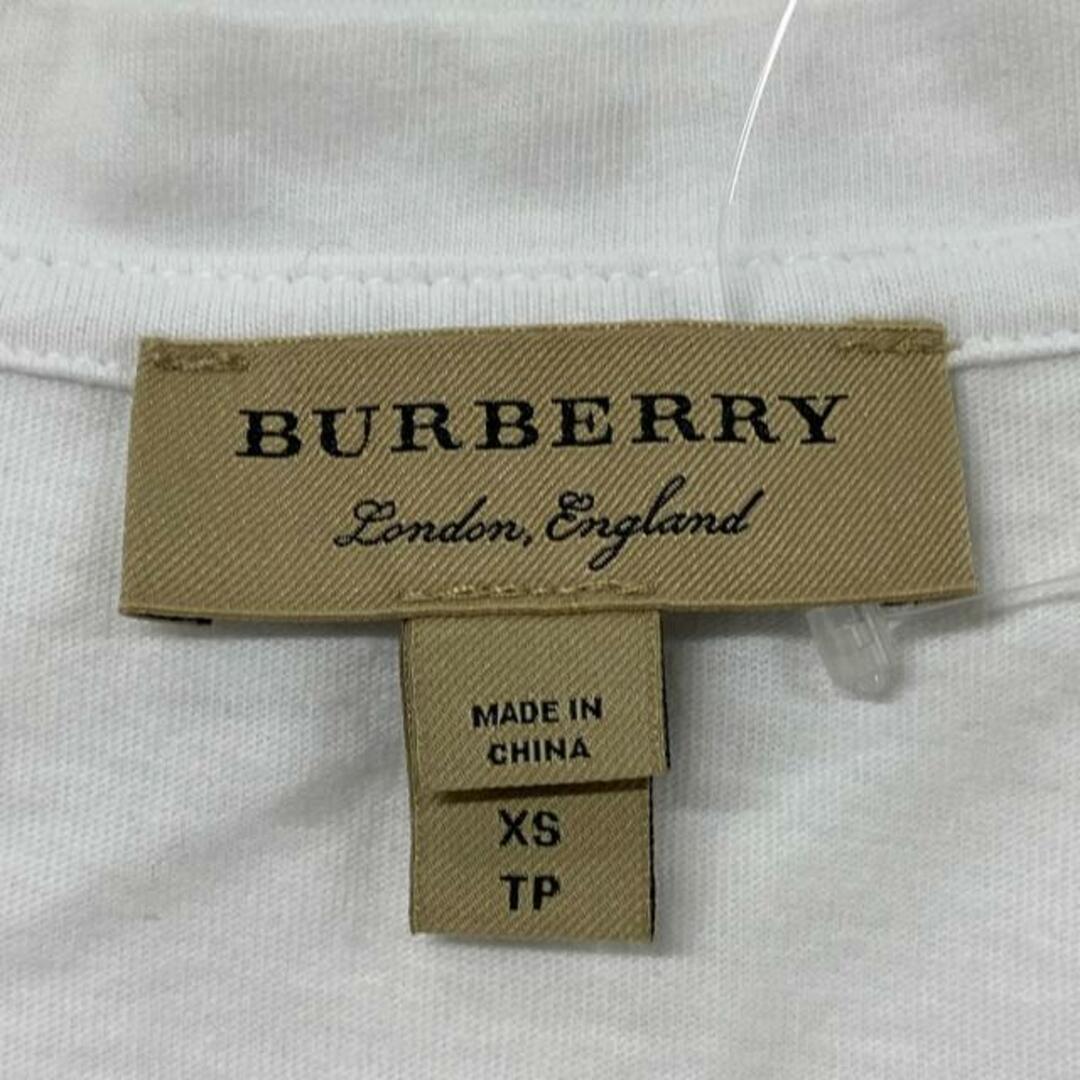 BURBERRY
London, England
MADE IN
CHINA
XS
TP